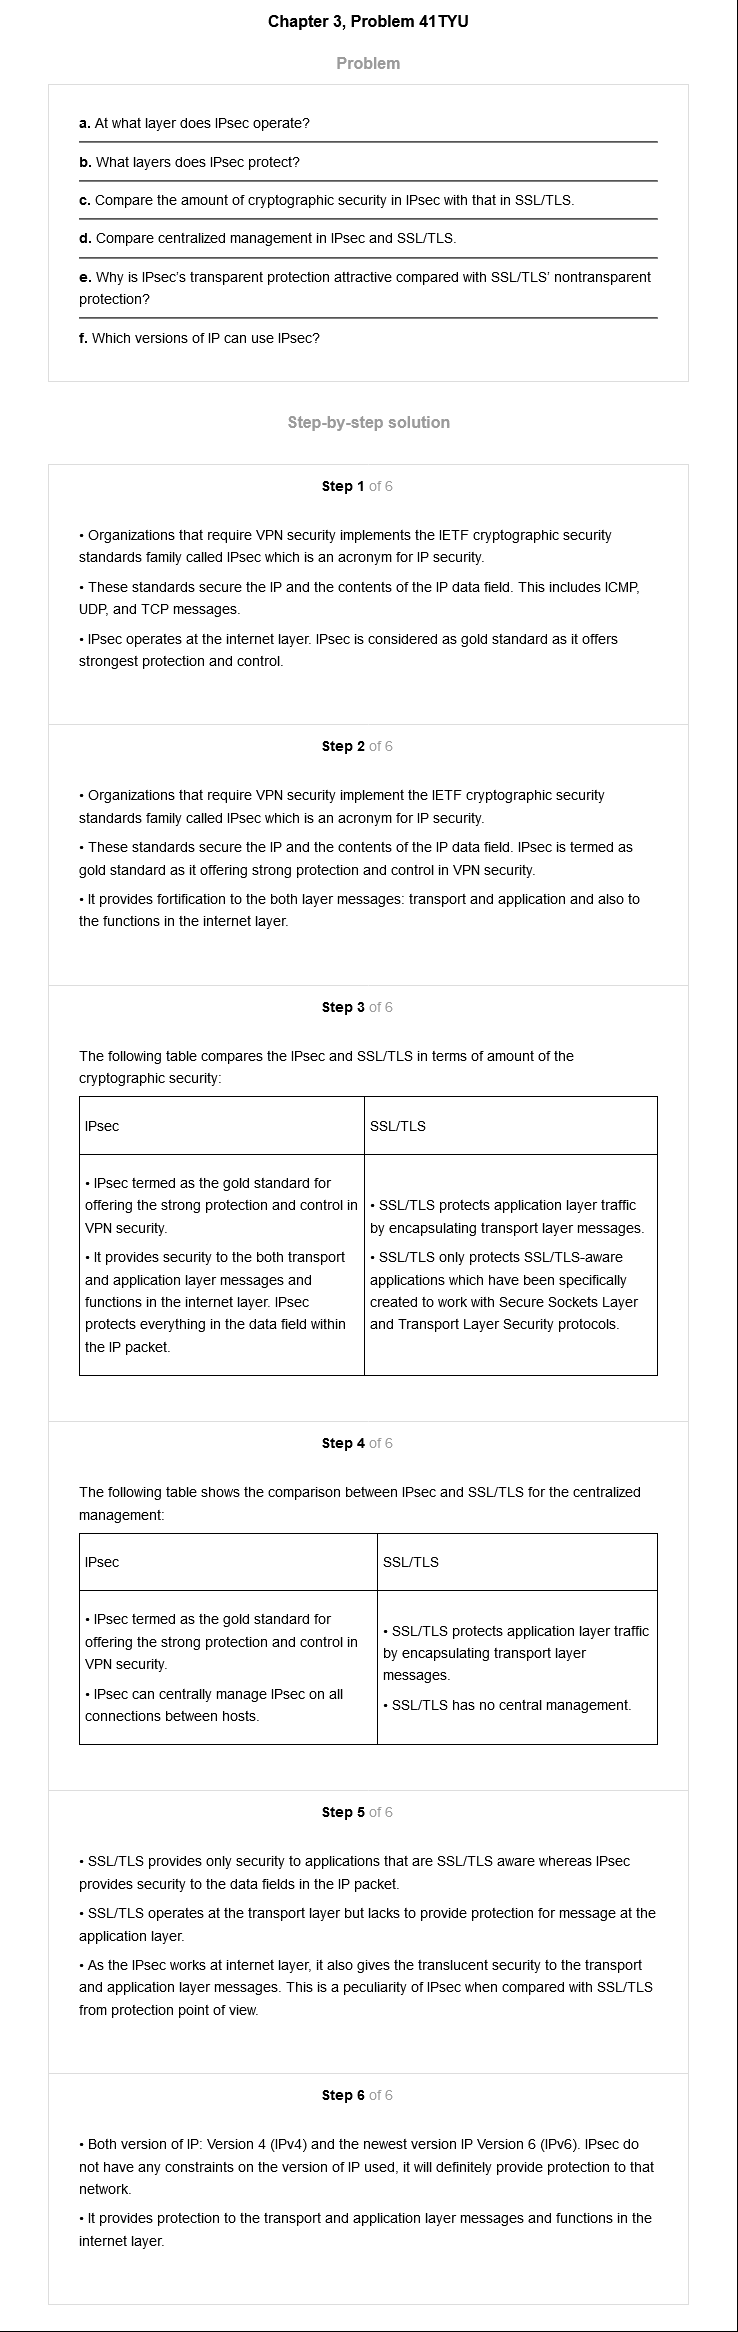 Chapter 3, Problem 41TYU
Problem
a. At what layer does IPsec operate?
b. What layers does IPsec protect?
c. Compare the amount of cryptographic security in IPsec with that in SSL/TLS.
d. Compare centralized management in IPsec and SSL/TLS.
e. Why is IPsec's transparent protection attractive compared with SSL/TLS' nontransparent
protection?
f. Which versions of IP can use IPsec?
Step-by-step solution
Step 1 of 6
• Organizations that require VPN security implements the IETF cryptographic security
standards family called IPsec which is an acronym for IP security.
• These standards secure the IP and the contents of the IP data field. This includes ICMP,
UDP, and TCP messages.
• IPsec operates at the internet layer. IPsec is considered as gold standard as it offers
strongest protection and control.
Step 2 of 6
• Organizations that require VPN security implement the IETF cryptographic security
standards family called IPsec which is an acronym for IP security.
• These standards secure the IP and the contents of the IP data field. IPsec is termed as
gold standard as it offering strong protection and control in VPN security.
• It provides fortification to the both layer messages: transport and application and also to
the functions in the internet layer.
Step 3 of 6
The following table compares the IPsec and SSL/TLS in terms of amount of the
cryptographic security:
IPsec
SSL/TLS
• IPsec termed as the gold standard for
offering the strong protection and control in
VPN security.
• It provides security to the both transport
and application layer messages and
functions in the internet layer. IPsec
protects everything in the data field within
the IP packet.
• SSL/TLS protects application layer traffic
by encapsulating transport layer messages.
• SSL/TLS only protects SSL/TLS-aware
applications which have been specifically
created to work with Secure Sockets Layer
and Transport Layer Security protocols.
Step 4 of 6
The following table shows the comparison between IPsec and SSL/TLS for the centralized
management:
IPsec
SSL/TLS
• IPsec termed as the gold standard for
offering the strong protection and control in
VPN security.
• IPsec can centrally manage IPsec on all
connections between hosts.
• SSL/TLS protects application layer traffic
by encapsulating transport layer
messages.
• SSL/TLS has no central management.
Step 5 of 6
• SSL/TLS provides only security to applications that are SSL/TLS aware whereas IPsec
provides security to the data fields in the IP packet.
• SSL/TLS operates at the transport layer but lacks to provide protection for message at the
application layer.
• As the IPsec works at internet layer, it also gives the translucent security to the transport
and application layer messages. This is a peculiarity of IPsec when compared with SSL/TLS
from protection point of view.
Step 6 of 6
• Both version of IP: Version 4 (IPv4) and the newest version IP Version 6 (IPv6). IPsec do
not have any constraints on the version of IP used, it will definitely provide protection to that
network.
• It provides protection to the transport and application layer messages and functions in the
internet layer.